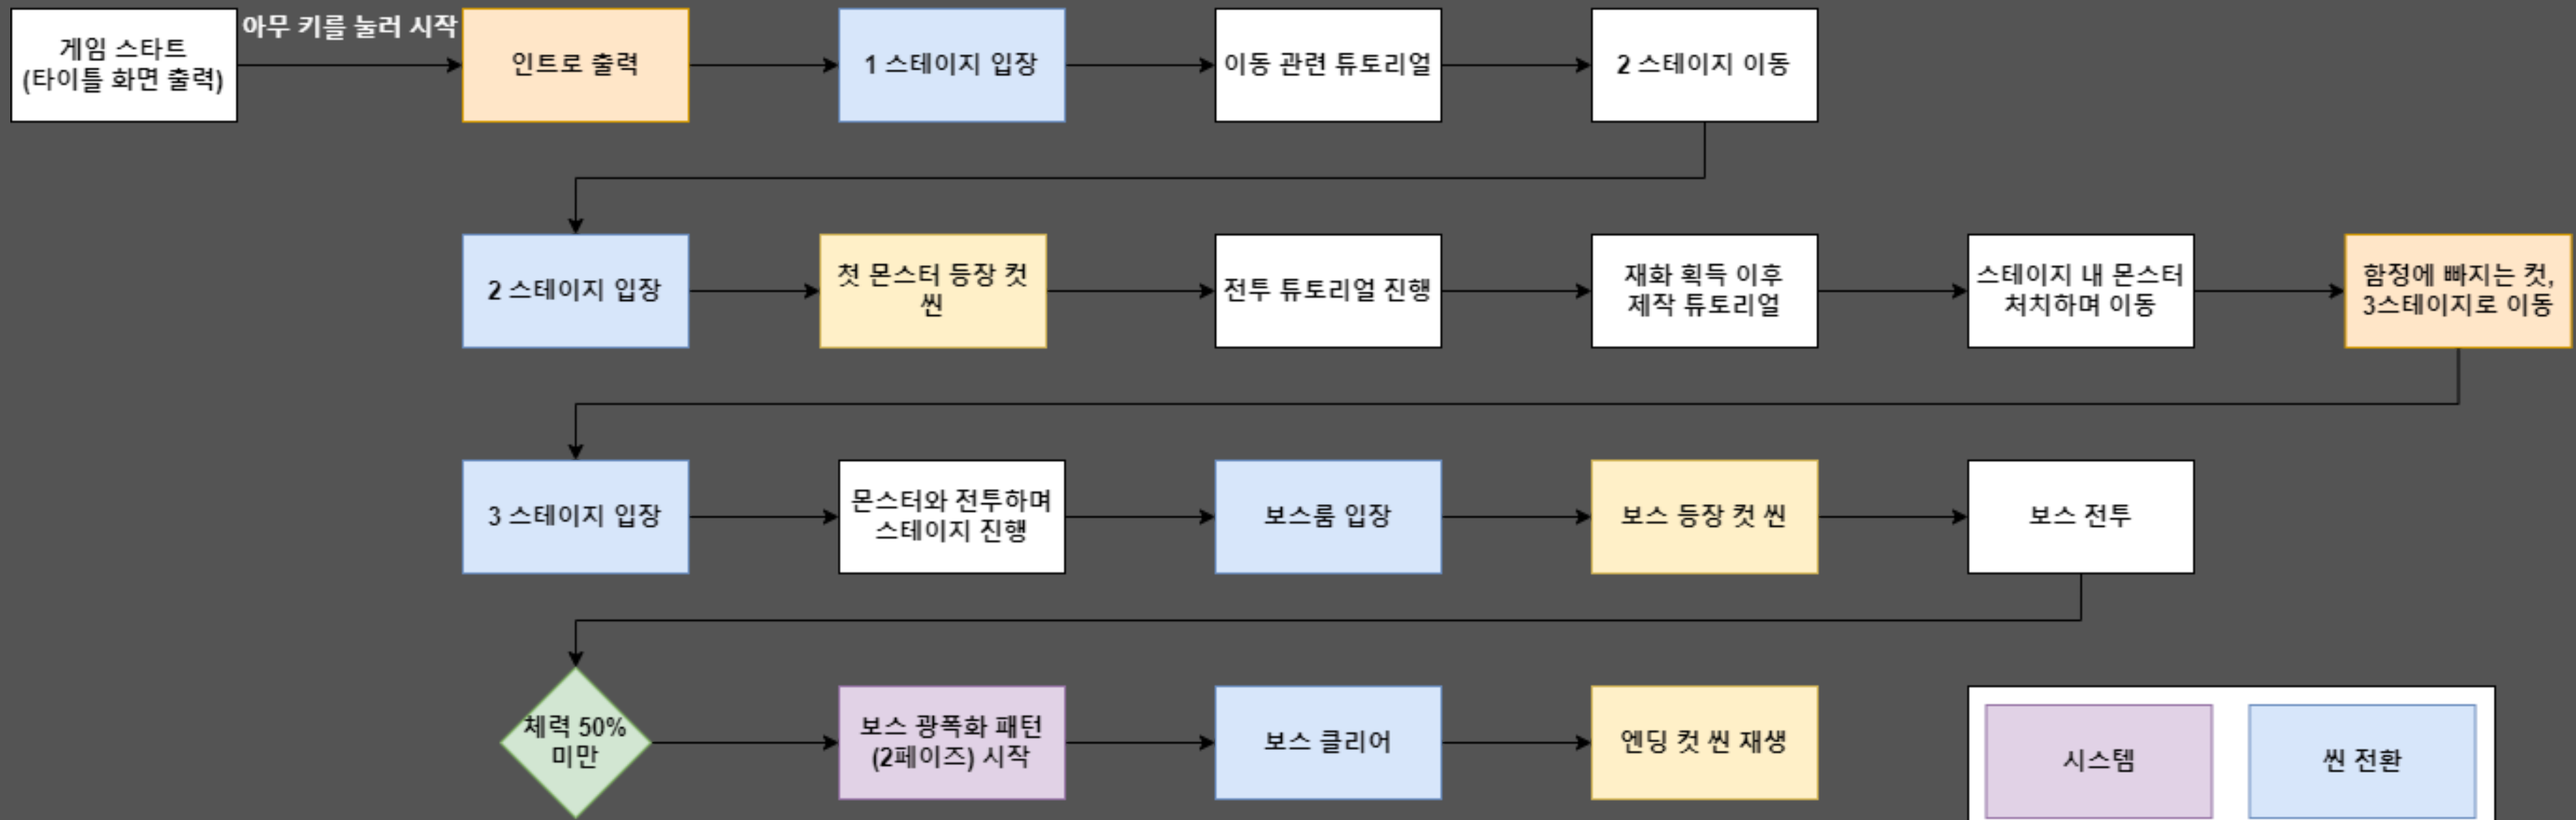 게임 스타트
(타이틀 화면 출력)
아무 키를 눌러 시작
인트로 출력
1 스테이지 입장
이동 관련 튜토리얼
2 스테이지 이동
2 스테이지 입장
첫 몬스터 등장 컷
씬
전투 튜토리얼 진행
재화 획득 이후
제작 튜토리얼
스테이지 내 몬스터
처치하며 이동
함정에 빠지는 컷,
3스테이지로 이동
3 스테이지 입장
몬스터와 전투하며
스테이지 진행
보스룸 입장
보스 등장 컷 씬
보스 전투
체력 50%
미만
보스 광폭화 패턴
(2페이즈) 시작
보스 클리어
엔딩 컷 씬 재생
시스템
씬 전환